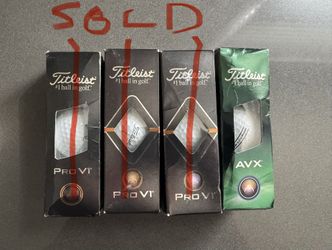 SOLD
Titleist
#1 ball in golf.
PRO V1
Titleist
#1 ball in golf.
PRO V1
Titleist
#1 ball in golf.
PRO V1
Titleist
#1 ball in golf.
AVX